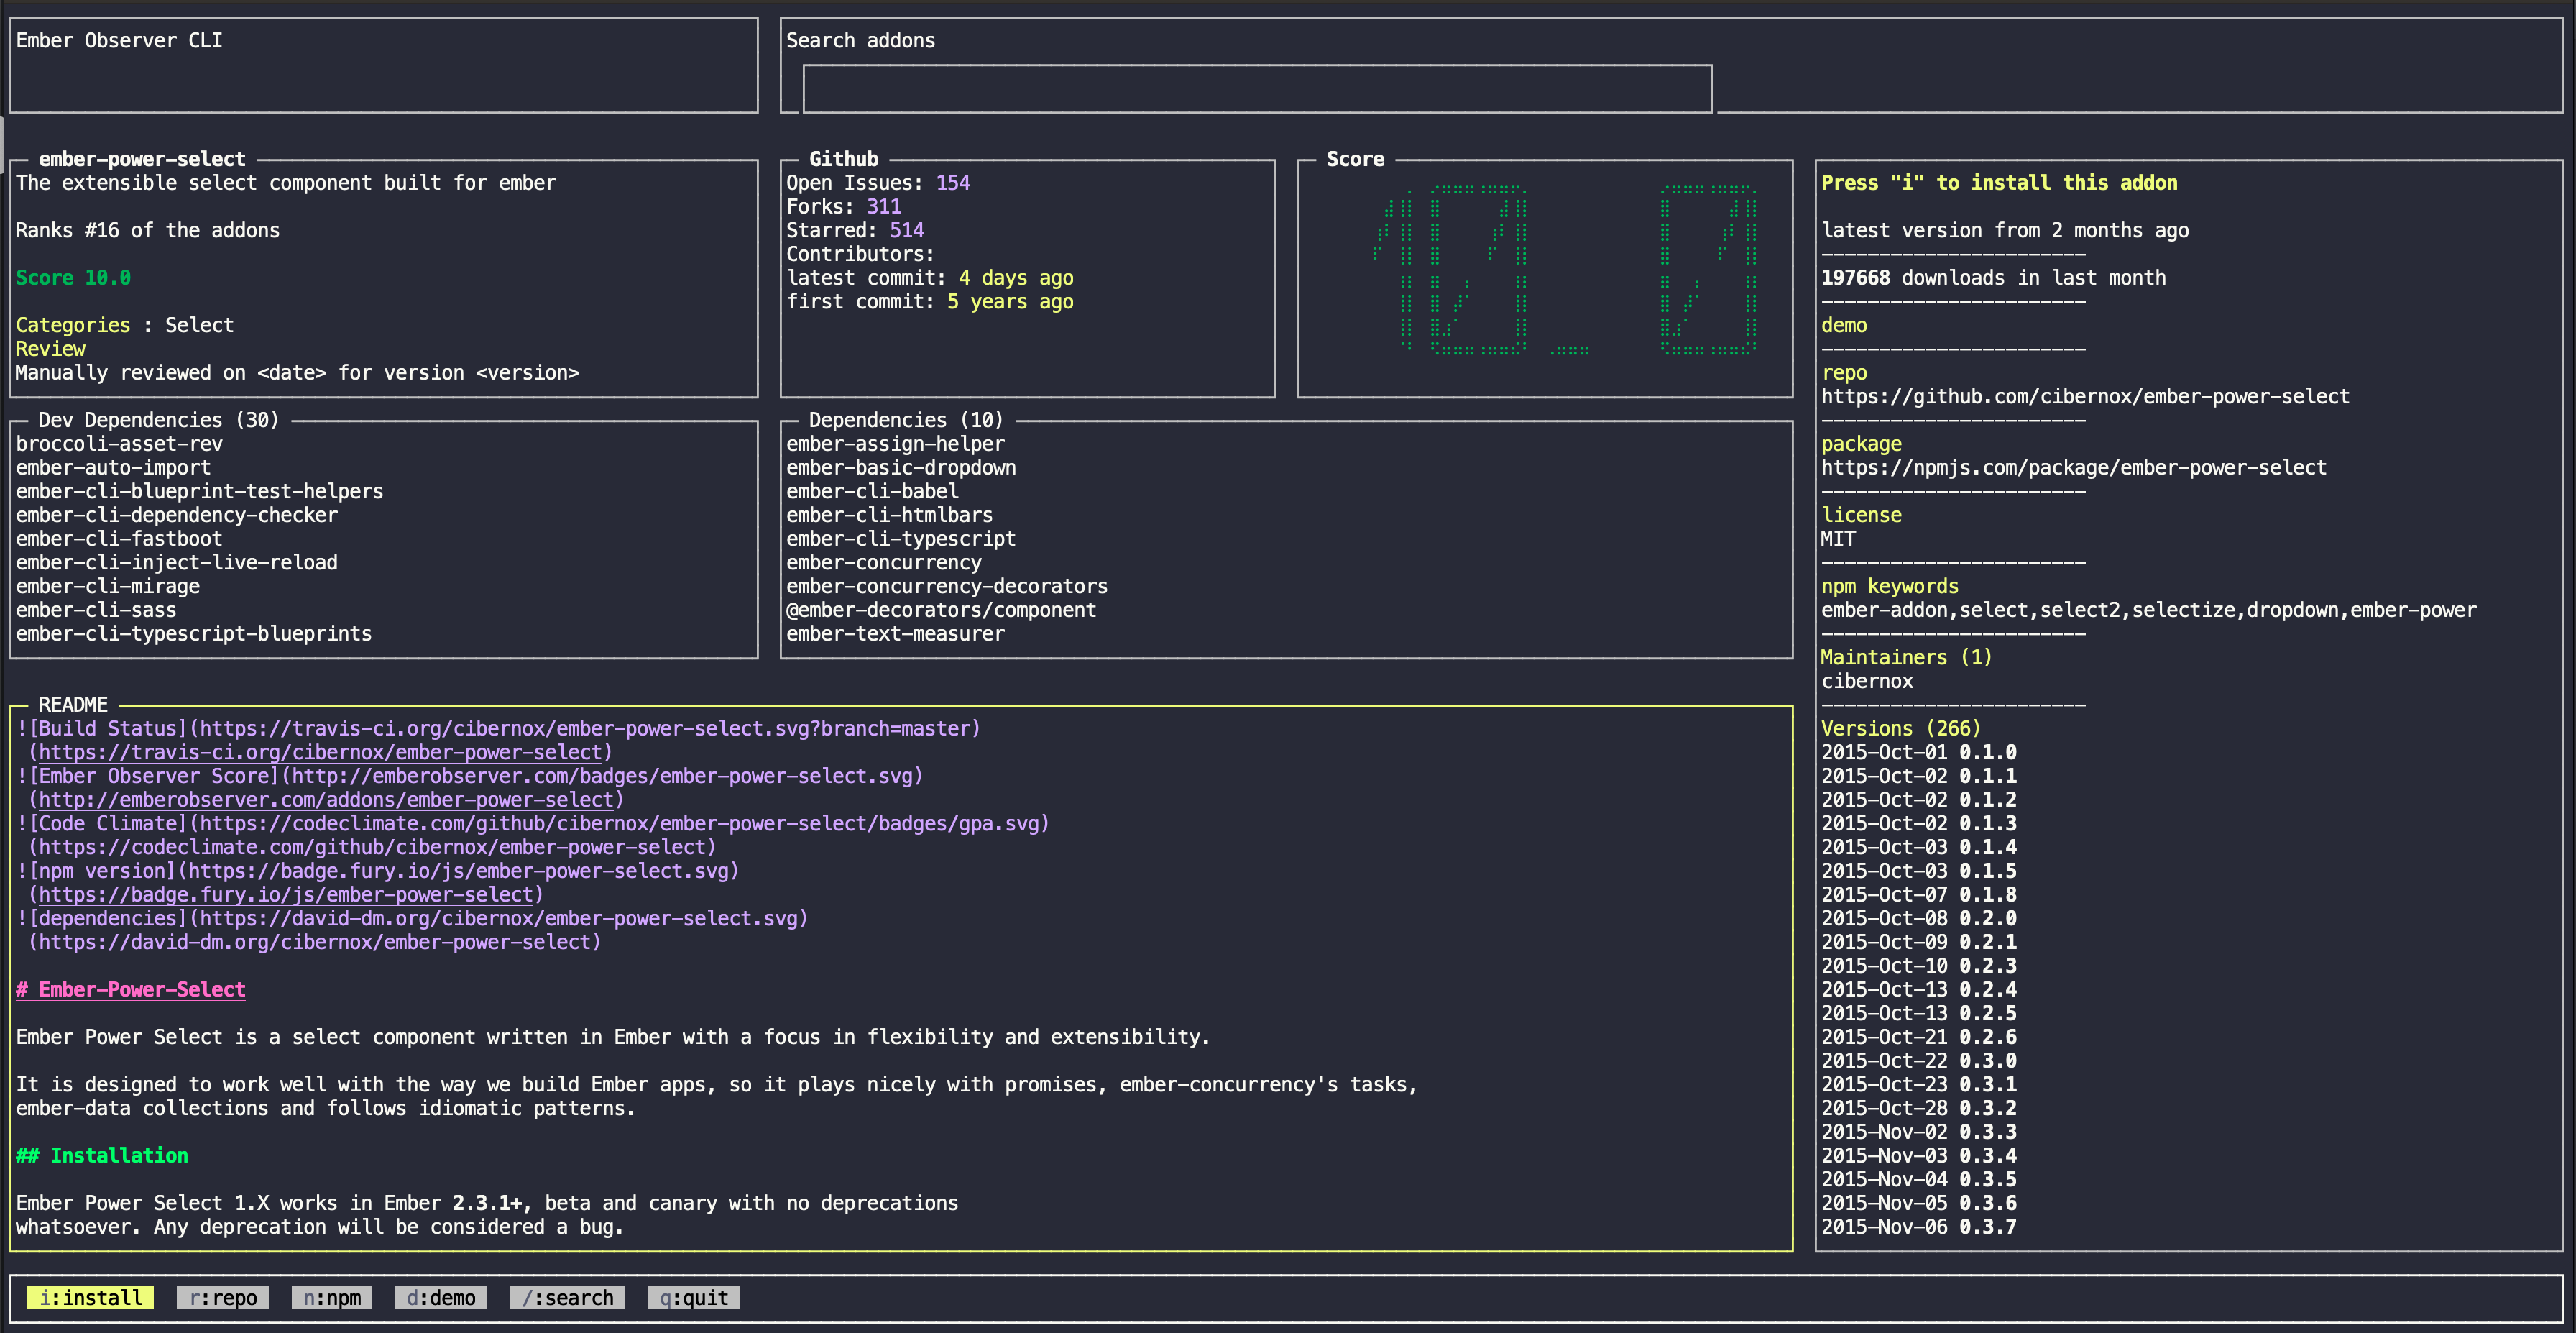 Ember Observer CLI
Search addons
ember-power-select
The extensible select component built for ember
Ranks #16 of the addons
Score 10.0
Categories : Select
Review
Manually reviewed on <date> for version <version>
Github
Open Issues: 154
Forks: 311
Starred: 514
Contributors:
latest commit: 4 days ago
first commit: 5 years ago
Score
10.0
Press "i" to install this addon
latest version from 2 months ago
-----------------------
197668 downloads in last month
-----------------------
demo
-----------------------
repo
https://github.com/cibernox/ember-power-select
-----------------------
package
https://npmjs.com/package/ember-power-select
-----------------------
license
MIT
-----------------------
npm keywords
ember-addon,select,select2,selectize,dropdown,ember-power
-----------------------
Maintainers (1)
cibernox
-----------------------
Versions (266)
2015-Oct-01 0.1.0
2015-Oct-02 0.1.1
2015-Oct-02 0.1.2
2015-Oct-02 0.1.3
2015-Oct-03 0.1.4
2015-Oct-03 0.1.5
2015-Oct-07 0.1.8
2015-Oct-08 0.2.0
2015-Oct-09 0.2.1
2015-Oct-10 0.2.3
2015-Oct-13 0.2.4
2015-Oct-13 0.2.5
2015-Oct-21 0.2.6
2015-Oct-22 0.3.0
2015-Oct-23 0.3.1
2015-Oct-28 0.3.2
2015-Nov-02 0.3.3
2015-Nov-03 0.3.4
2015-Nov-04 0.3.5
2015-Nov-05 0.3.6
2015-Nov-06 0.3.7
Dev Dependencies (30)
broccoli-asset-rev
ember-auto-import
ember-cli-blueprint-test-helpers
ember-cli-dependency-checker
ember-cli-fastboot
ember-cli-inject-live-reload
ember-cli-mirage
ember-cli-sass
ember-cli-typescript-blueprints
Dependencies (10)
ember-assign-helper
ember-basic-dropdown
ember-cli-babel
ember-cli-htmlbars
ember-cli-typescript
ember-concurrency
ember-concurrency-decorators
@ember-decorators/component
ember-text-measurer
README
![Build Status](https://travis-ci.org/cibernox/ember-power-select.svg?branch=master)
(https://travis-ci.org/cibernox/ember-power-select)
![Ember Observer Score](http://emberobserver.com/badges/ember-power-select.svg)
(http://emberobserver.com/addons/ember-power-select)
![Code Climate](https://codeclimate.com/github/cibernox/ember-power-select/badges/gpa.svg)
(https://codeclimate.com/github/cibernox/ember-power-select)
![npm version](https://badge.fury.io/js/ember-power-select.svg)
(https://badge.fury.io/js/ember-power-select)
![dependencies](https://david-dm.org/cibernox/ember-power-select.svg)
(https://david-dm.org/cibernox/ember-power-select)
# Ember-Power-Select
Ember Power Select is a select component written in Ember with a focus in flexibility and extensibility.
It is designed to work well with the way we build Ember apps, so it plays nicely with promises, ember-concurrency's tasks,
ember-data collections and follows idiomatic patterns.
## Installation
Ember Power Select 1.X works in Ember 2.3.1+, beta and canary with no deprecations
whatsoever. Any deprecation will be considered a bug.
i:install r:repo n:npm d:demo /:search q:quit